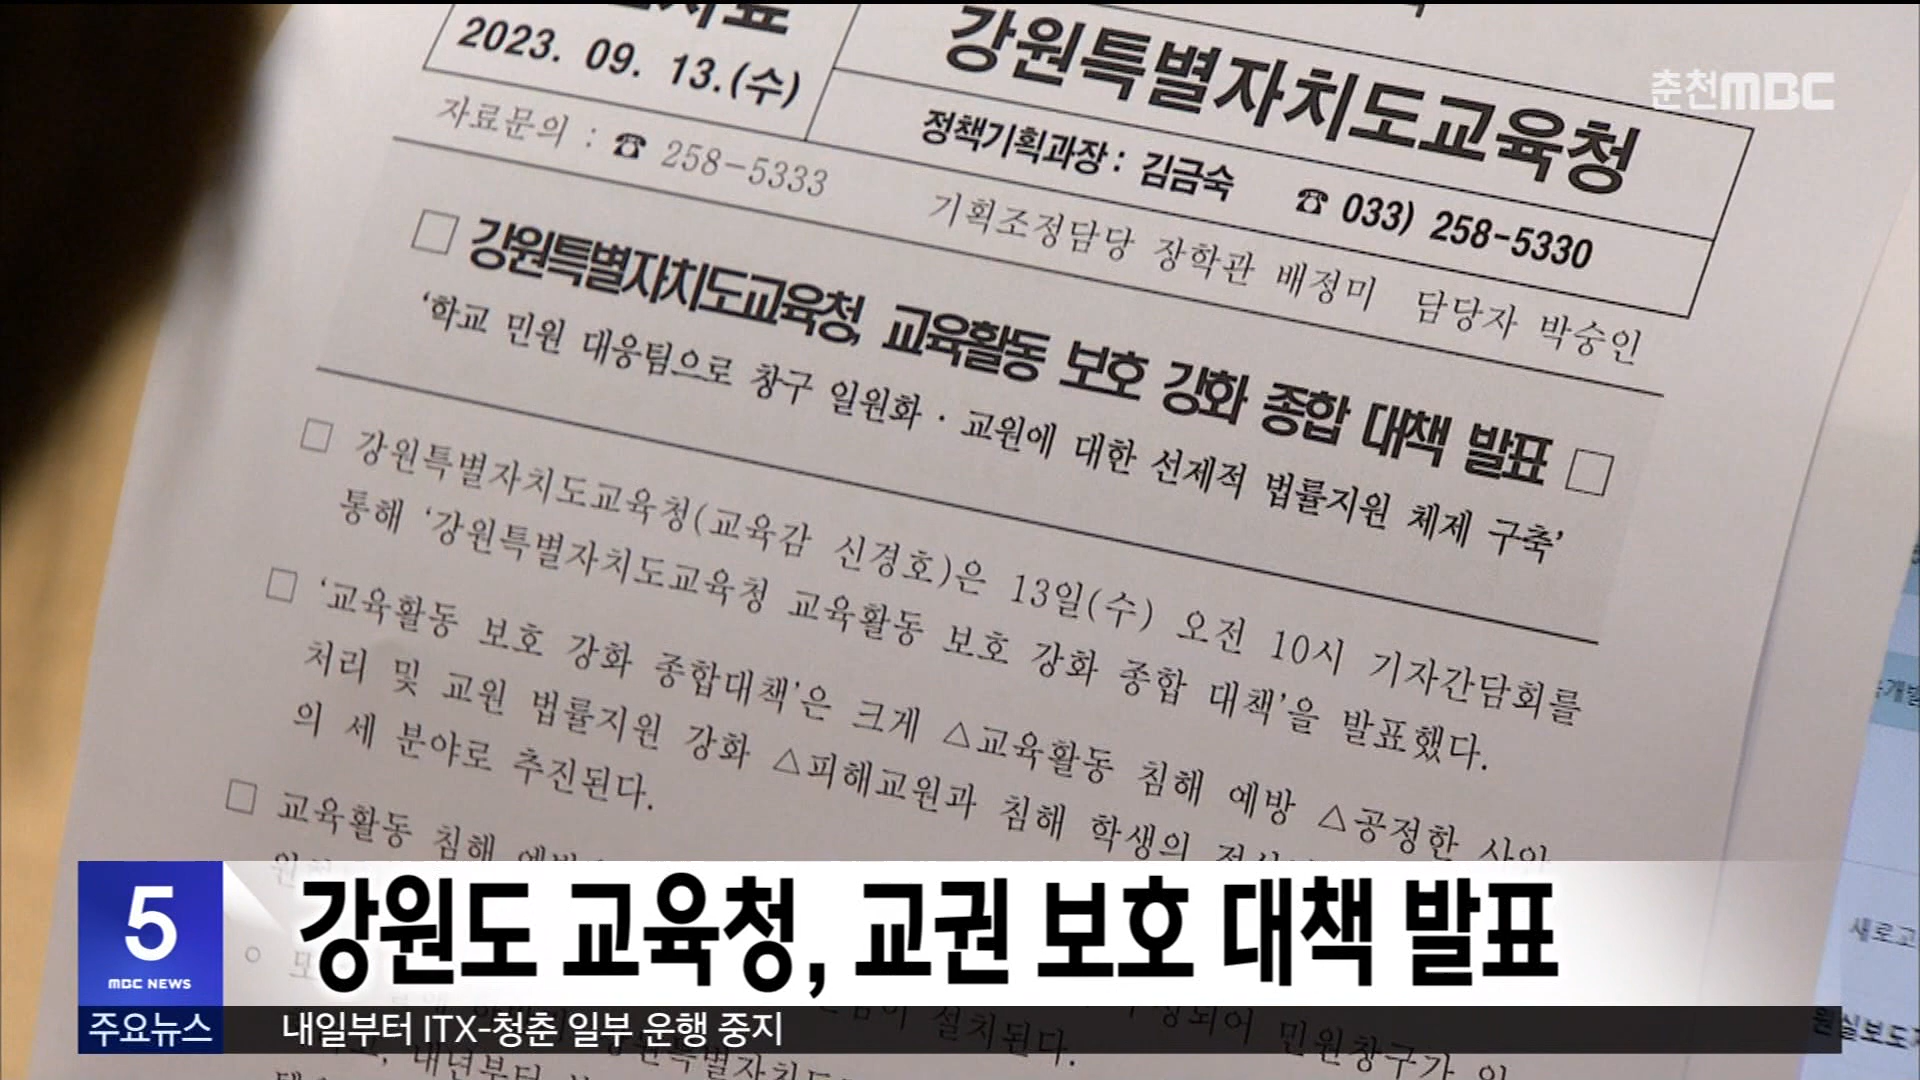 2023. 09. 13.(수)
강원특별자치도교육청
춘천MBC
정책기획과장 : 김금숙 ☎ 033) 258-5330
자료문의 : ☎ 258-5333 기획조정담당 장학관 배정미 담당자 박숭인
□ 강원특별자치도교육청, 교육활동 보호 강화 종합 대책 발표 □
‘학교 민원 대응팀으로 창구 일원화 · 교원에 대한 선제적 법률지원 체제 구축’
□ 강원특별자치도교육청(교육감 신경호)은 13일(수) 오전 10시 기자간담회를
통해 ‘강원특별자치도교육청 교육활동 보호 강화 종합 대책’을 발표했다.
□ ‘교육활동 보호 강화 종합대책’은 크게 △교육활동 침해 예방 △공정한 사안
처리 및 교원 법률지원 강화 △피해교원과 침해 학생의
의 세 분야로 추진된다.
□ 교육활동 침해
5 강원도 교육청, 교권 보호 대책 발표
MBC NEWS
설치된다. 민원창구가
주요뉴스 내일부터 ITX-청춘 일부 운행 중지
새로고